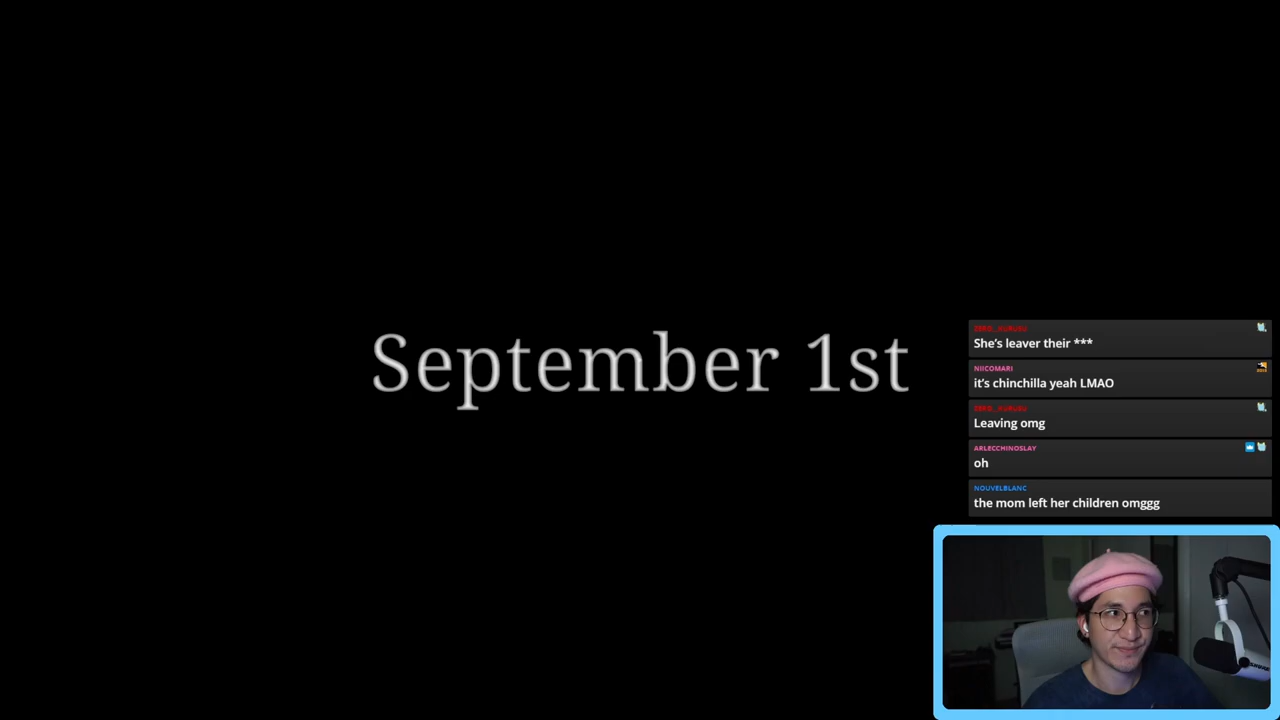 September 1st
She's leaver their ***
NIICOMARI
it's chinchilla yeah LMAO
Leaving omg
ARLECCHINOSLAY
oh
NOUVELBLANC
the mom left her children omggg